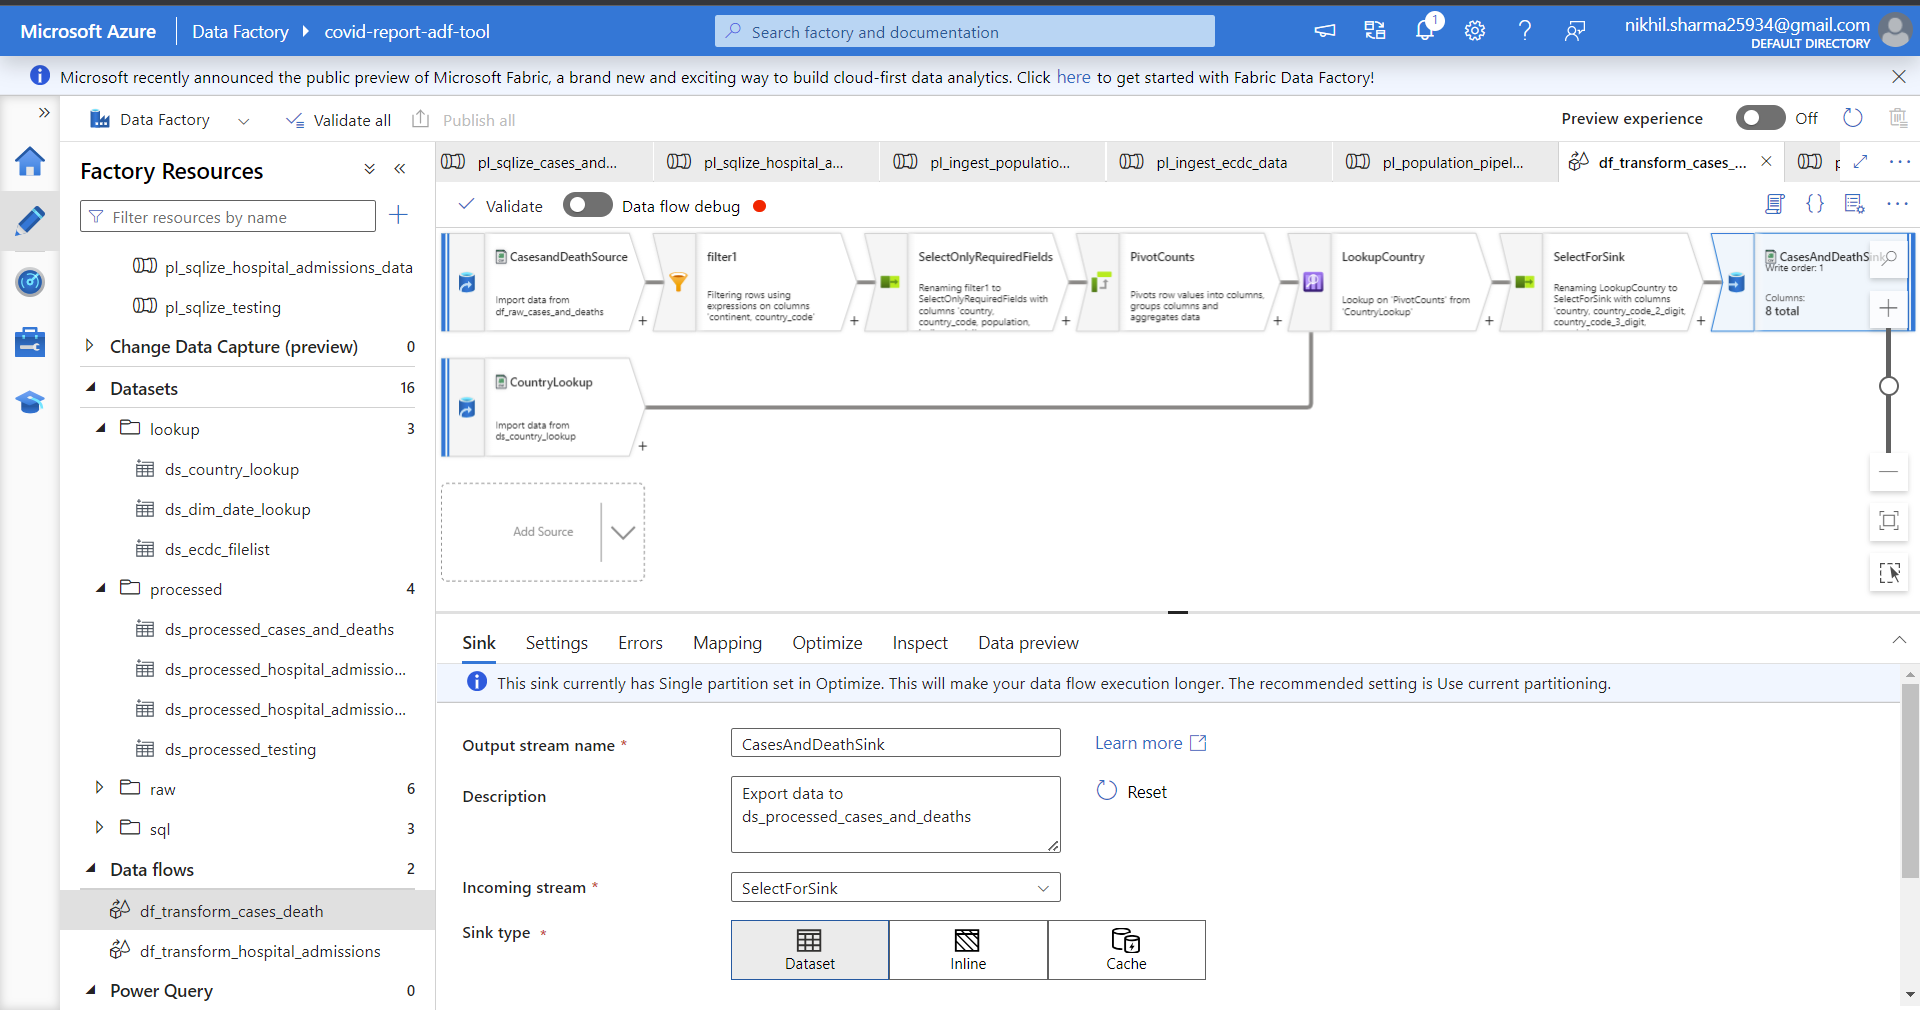 Microsoft Azure
Data Factory
covid-report-adf-tool
Search factory and documentation
1
nikhil.sharma25934@gmail.com
DEFAULT DIRECTORY
Microsoft recently announced the public preview of Microsoft Fabric, a brand new and exciting way to build cloud-first data analytics. Click here to get started with Fabric Data Factory!
Data Factory
Validate all
Publish all
Preview experience
Off
Factory Resources
Filter resources by name
pl_sqlize_hospital_admissions_data
pl_sqlize_testing
Change Data Capture (preview) 0
Datasets 16
lookup 3
ds_country_lookup
ds_dim_date_lookup
ds_ecdc_filelist
processed 4
ds_processed_cases_and_deaths
ds_processed_hospital_admissio...
ds_processed_hospital_admissio...
ds_processed_testing
raw 6
sql 3
Data flows 2
df_transform_cases_death
df_transform_hospital_admissions
Power Query 0
pl_sqlize_cases_and...
pl_sqlize_hospital_a...
pl_ingest_populatio...
pl_ingest_ecdc_data
pl_population_pipel...
df_transform_cases_...
Validate
Data flow debug
CasesandDeathSource
Import data from
df_raw_cases_and_deaths
+
filter1
Filtering rows using
expressions on columns
'continent, country_code'
+
SelectOnlyRequiredFields
Renaming filter1 to
SelectOnlyRequiredFields with
columns 'country,
country_code, population,
+
PivotCounts
Pivots row values into columns,
groups columns and
aggregates data
+
LookupCountry
Lookup on 'PivotCounts' from
'CountryLookup'
+
SelectForSink
Renaming LookupCountry to
SelectForSink with columns
'country, country_code_2_digit,
country_code_3_digit,
+
CasesAndDeathSink
Write order: 1
Columns:
8 total
CountryLookup
Import data from
ds_country_lookup
+
Add Source
Sink
Settings
Errors
Mapping
Optimize
Inspect
Data preview
This sink currently has Single partition set in Optimize. This will make your data flow execution longer. The recommended setting is Use current partitioning.
Output stream name *
CasesAndDeathSink
Learn more
Description
Export data to
ds_processed_cases_and_deaths
Reset
Incoming stream *
SelectForSink
Sink type *
Dataset
Inline
Cache